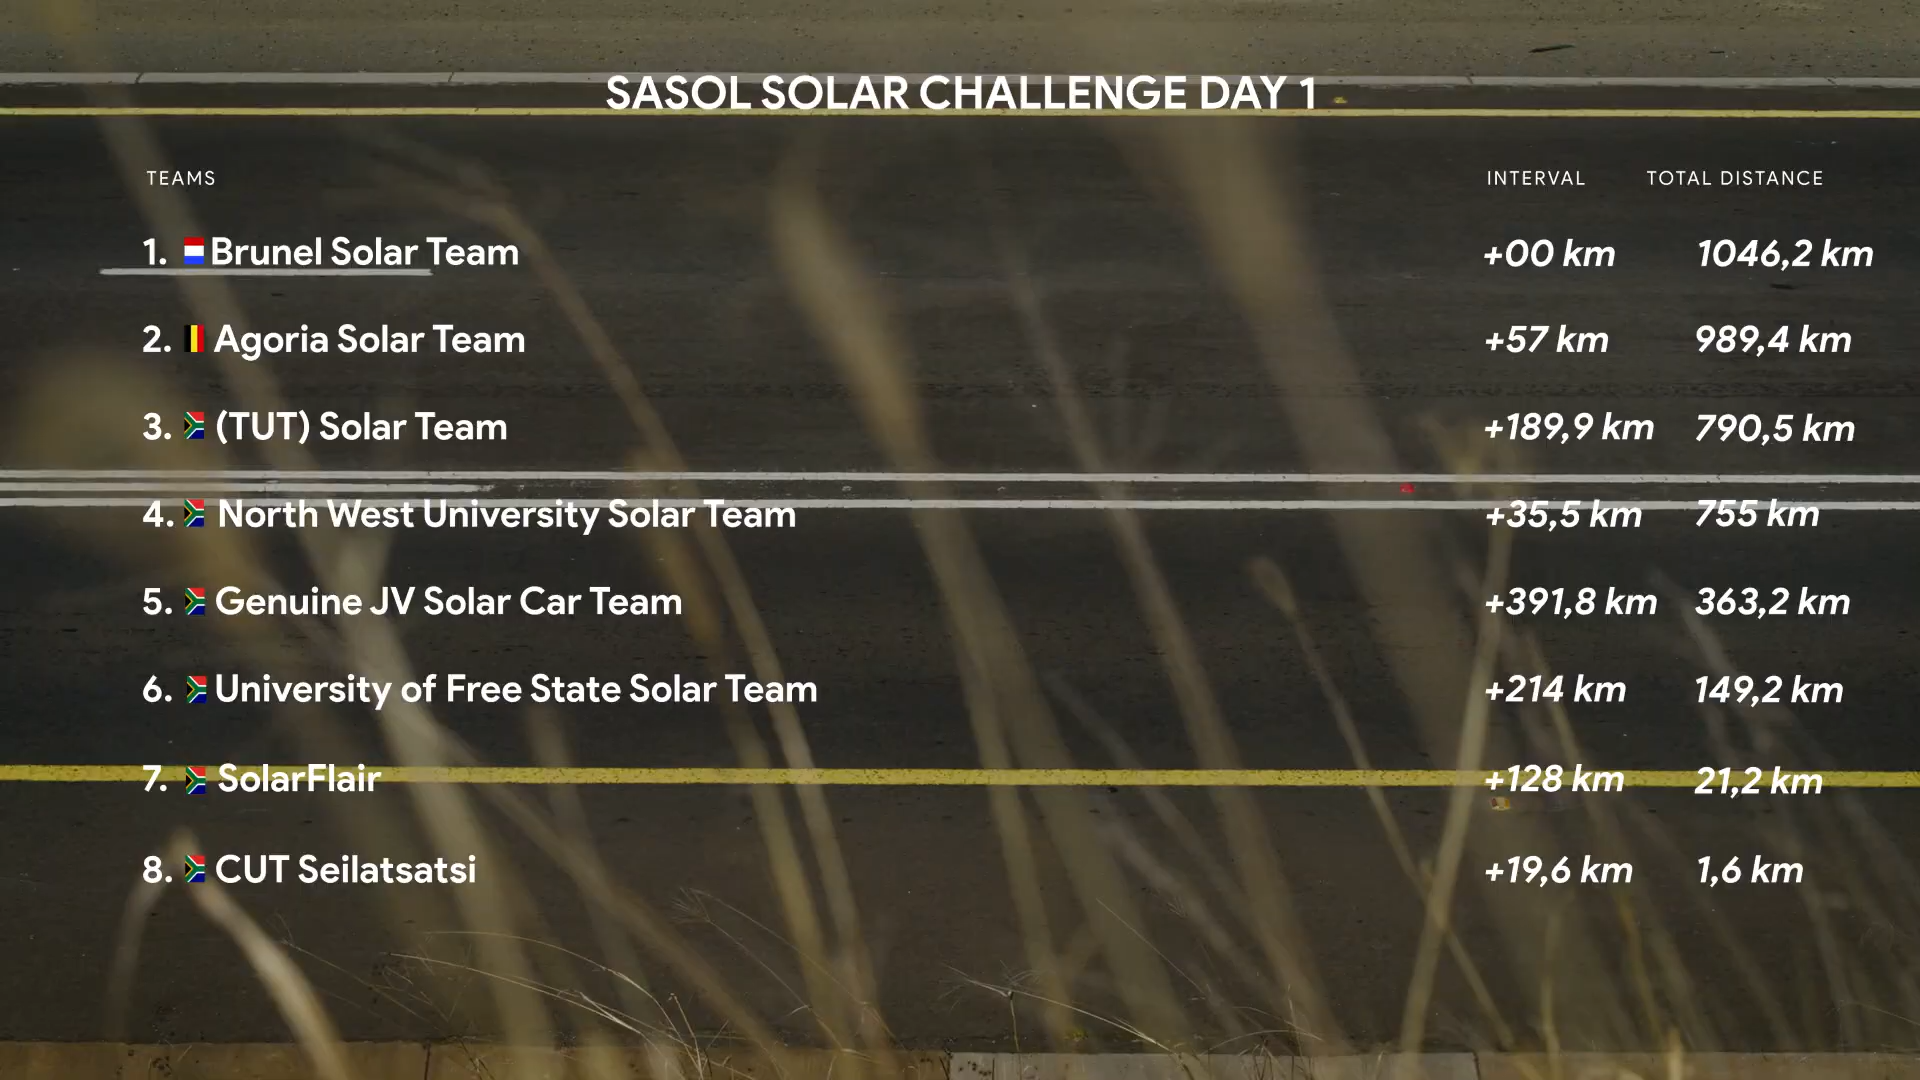 SASOL SOLAR CHALLENGE DAY 1
TEAMS INTERVAL TOTAL DISTANCE
1. Brunel Solar Team +00 km 1046,2 km
2. Agoria Solar Team +57 km 989,4 km
3. (TUT) Solar Team +189,9 km 790,5 km
4. North West University Solar Team +35,5 km 755 km
5. Genuine JV Solar Car Team +391,8 km 363,2 km
6. University of Free State Solar Team +214 km 149,2 km
7. SolarFlair +128 km 21,2 km
8. CUT Seilatsatsi +19,6 km 1,6 km